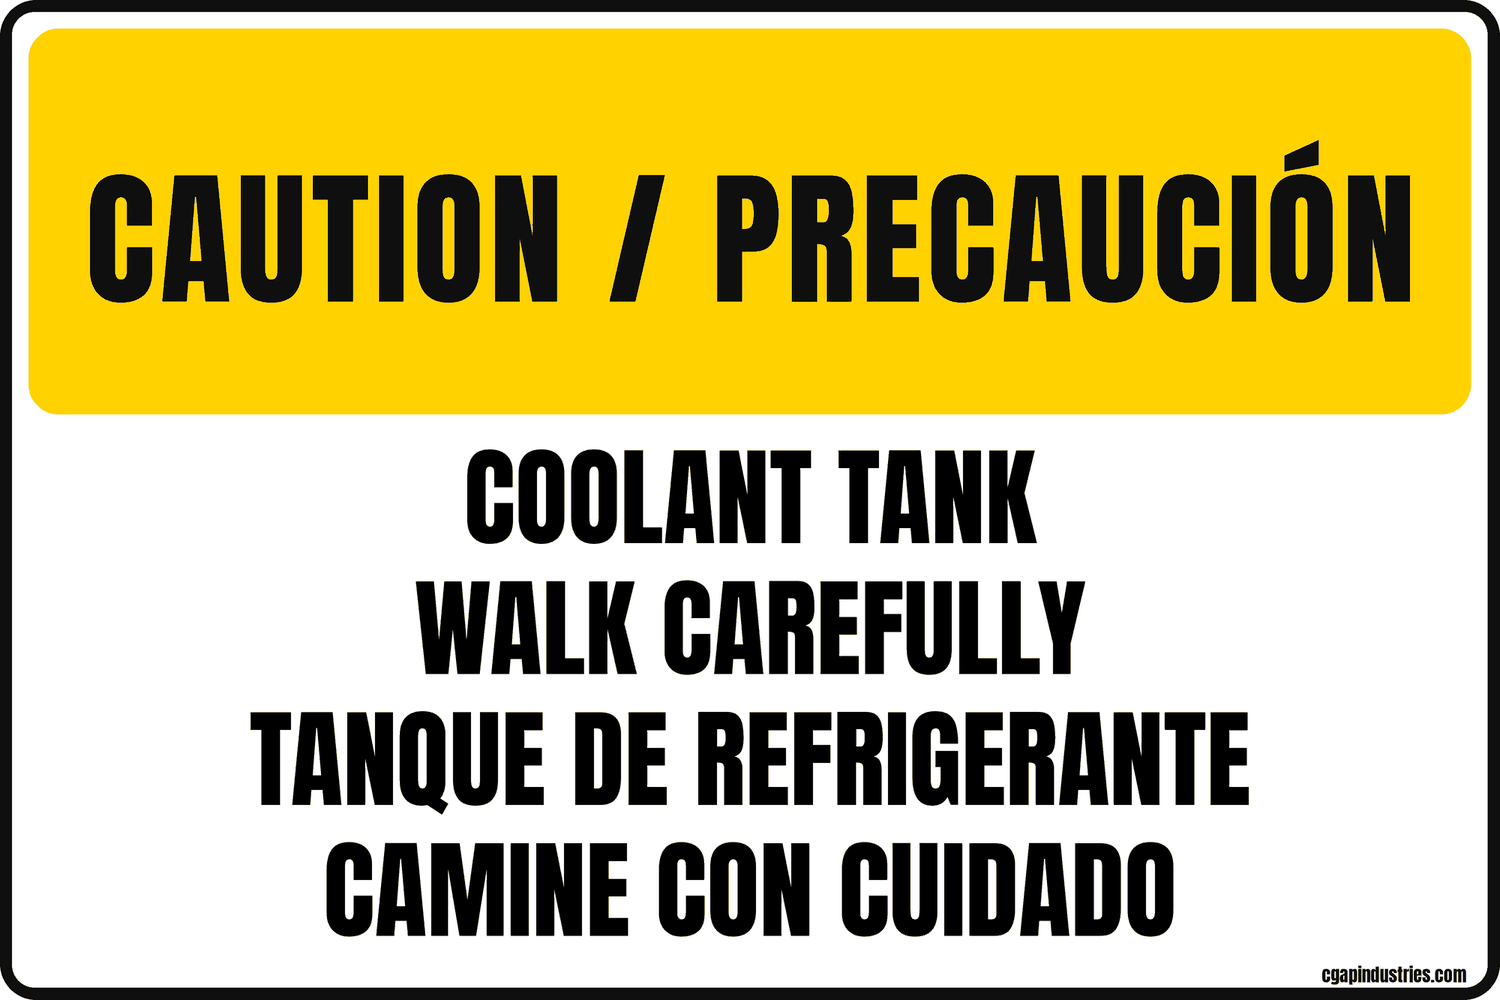 CAUTION / PRECAUCIÓN
COOLANT TANK
WALK CAREFULLY
TANQUE DE REFRIGERANTE
CAMINE CON CUIDADO
cgapindustries.com